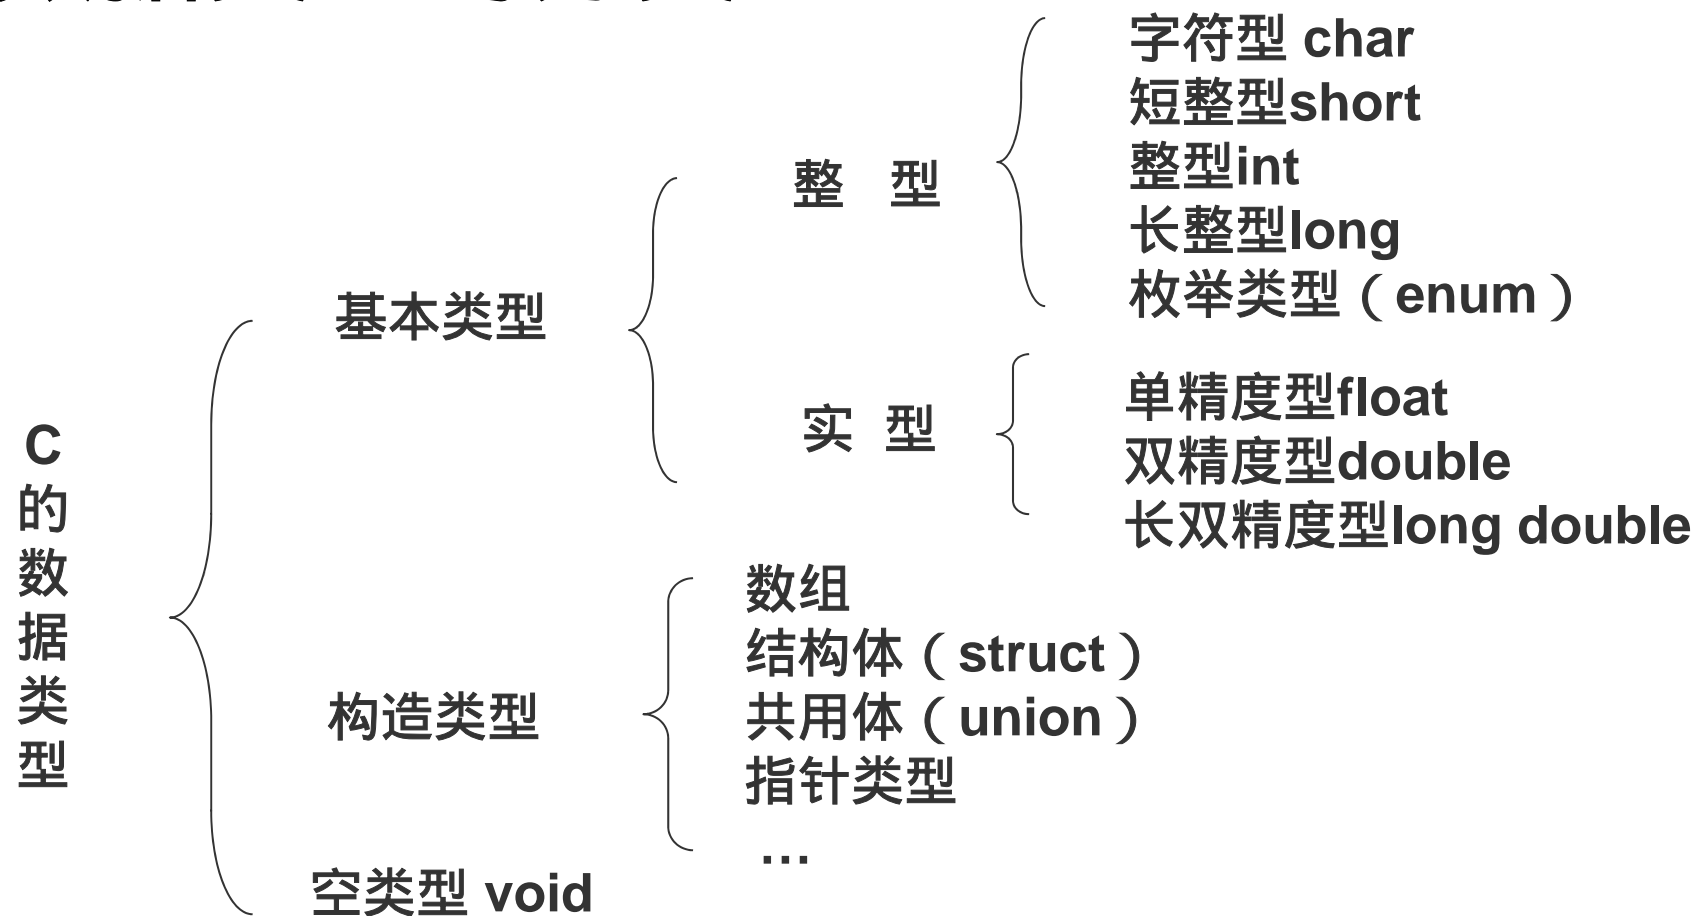 C的数据类型
基本类型
整 型
字符型 char
短整型short
整型int
长整型long
枚举类型（enum）
实 型
单精度型float
双精度型double
长双精度型long double
构造类型
数组
结构体（struct）
共用体（union）
指针类型
…
空类型 void